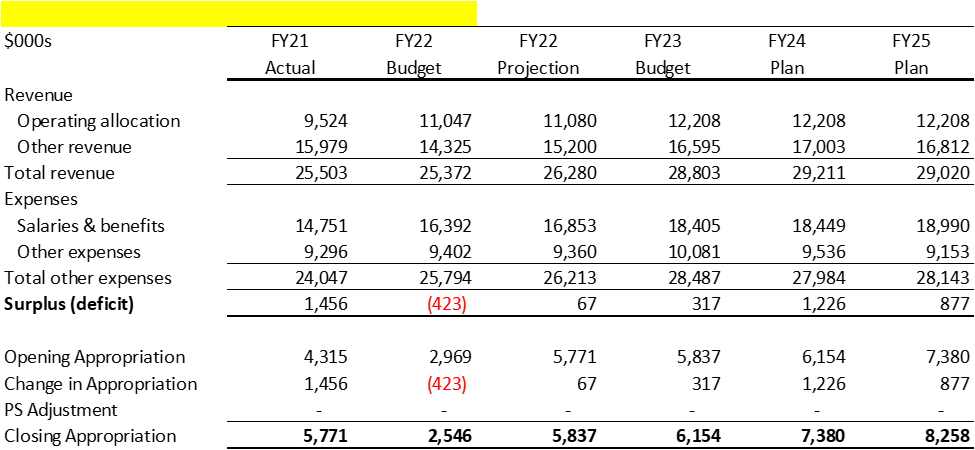 $000s FY21 FY22 FY22 FY23 FY24 FY25
Actual Budget Projection Budget Plan Plan
Revenue
Operating allocation 9,524 11,047 11,080 12,208 12,208 12,208
Other revenue 15,979 14,325 15,200 16,595 17,003 16,812
Total revenue 25,503 25,372 26,280 28,803 29,211 29,020
Expenses
Salaries & benefits 14,751 16,392 16,853 18,405 18,449 18,990
Other expenses 9,296 9,402 9,360 10,081 9,536 9,153
Total other expenses 24,047 25,794 26,213 28,487 27,984 28,143
Surplus (deficit) 1,456 (423) 67 317 1,226 877
Opening Appropriation 4,315 2,969 5,771 5,837 6,154 7,380
Change in Appropriation 1,456 (423) 67 317 1,226 877
PS Adjustment - - - - - -
Closing Appropriation 5,771 2,546 5,837 6,154 7,380 8,258